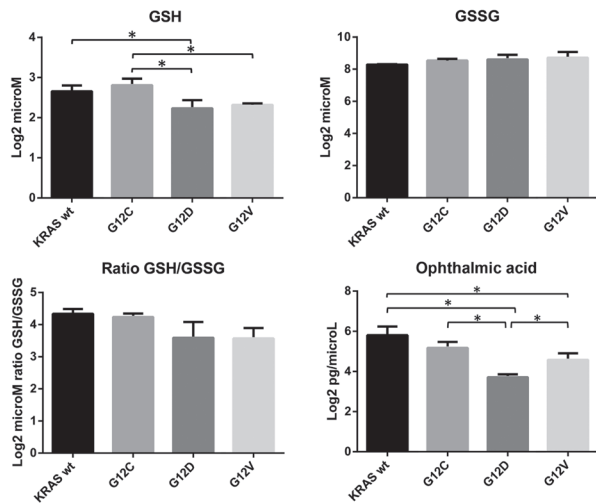 GSH
*
*
*
Log2 microM
4
3
2
1
0
KRAS wt
G12C
G12D
G12V
GSSG
Log2 microM
10
8
6
4
2
0
KRAS wt
G12C
G12D
G12V
Ratio GSH/GSSG
Log2 microM ratio GSH/GSSG
5
4
3
2
1
0
KRAS wt
G12C
G12D
G12V
Ophthalmic acid
*
*
*
*
Log2 pg/microL
8
6
4
2
0
KRAS wt
G12C
G12D
G12V